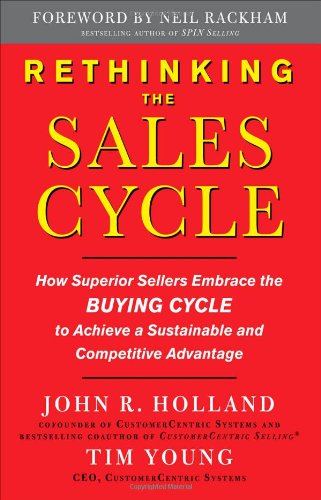 FOREWORD BY NEIL RACKHAM
BESTSELLING AUTHOR OF SPIN SELLING
RETHINKING
THE
SALES
CYCLE
How Superior Sellers Embrace the
BUYING CYCLE
to Achieve a Sustainable and
Competitive Advantage
JOHN R. HOLLAND
COFOUNDER OF CUSTOMERCENTRIC SYSTEMS AND
BESTSELLING COAUTHOR OF CUSTOMERCENTRIC SELLING®
TIM YOUNG
CEO, CUSTOMERCENTRIC SYSTEMS